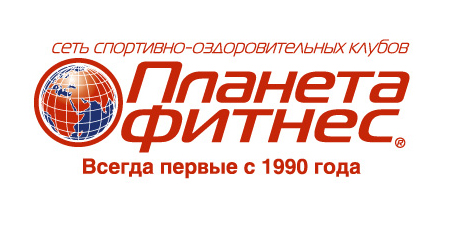 сеть спортивно-оздоровительных клубов
Планета
фитнес®
Всегда первые с 1990 года